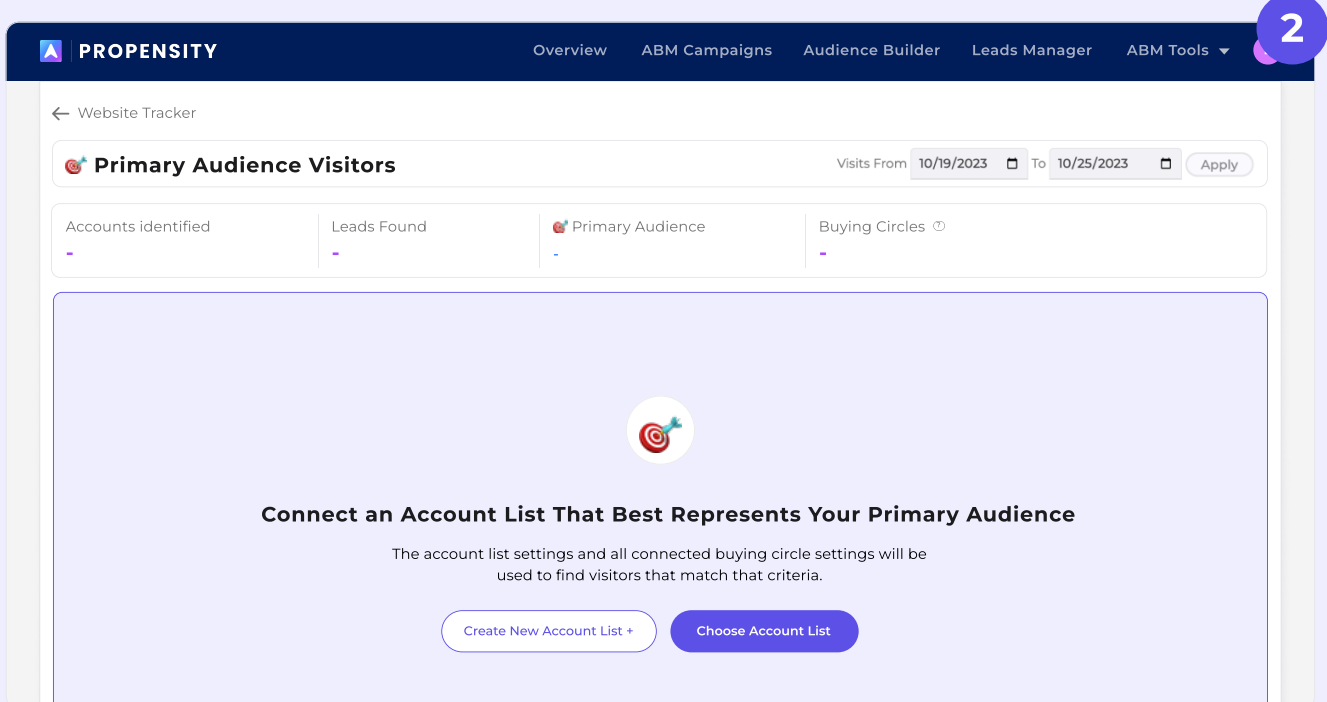 2
PROPENSITY
Overview ABM Campaigns Audience Builder Leads Manager ABM Tools
Website Tracker
Primary Audience Visitors
Visits From 10/19/2023 To 10/25/2023 Apply
Accounts identified Leads Found Primary Audience Buying Circles ?
- - - -
Connect an Account List That Best Represents Your Primary Audience
The account list settings and all connected buying circle settings will be
used to find visitors that match that criteria.
Create New Account List + Choose Account List